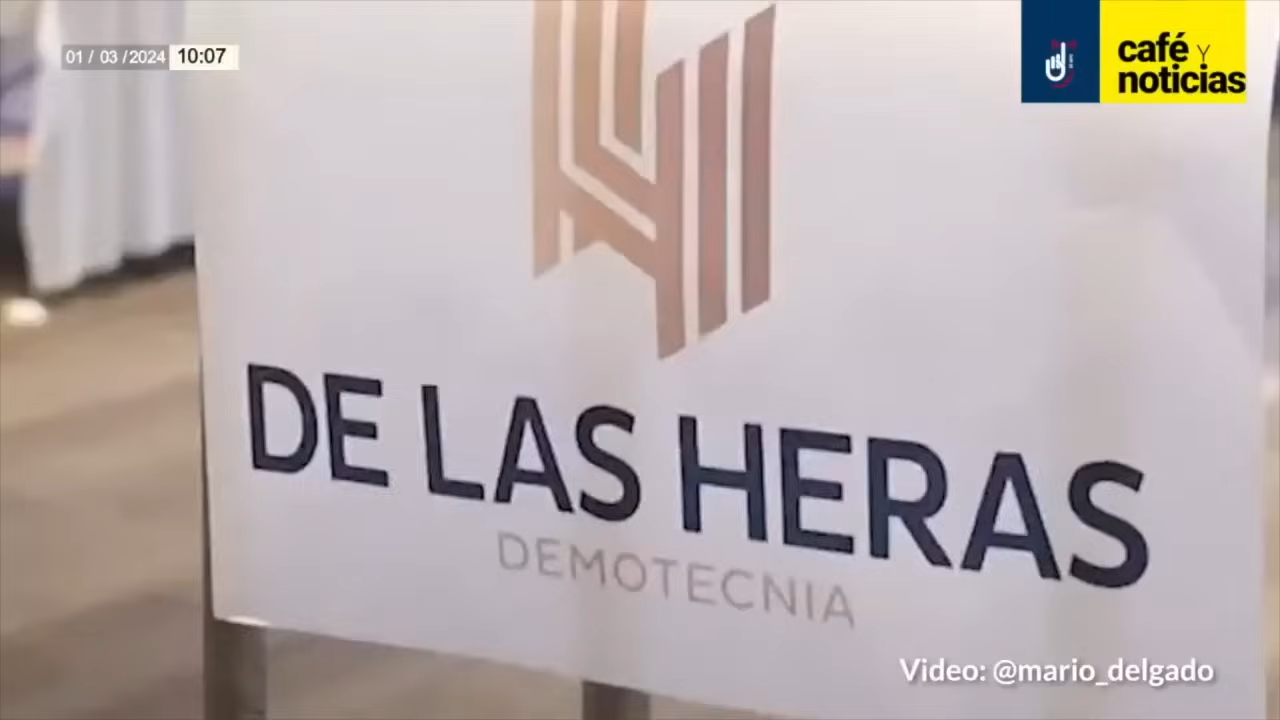 01 / 03 /2024 10:07
café Y
noticias
DE LAS HERAS
DEMOTECNIA
Video: @mario_delgado